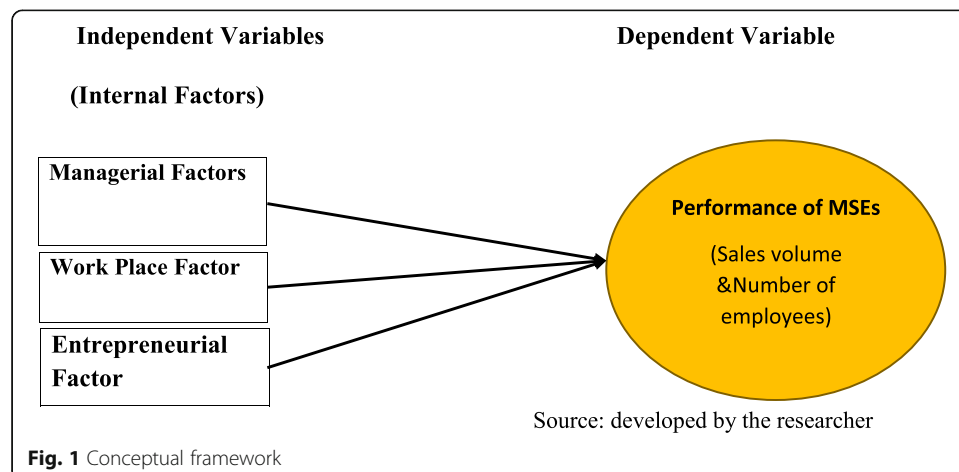 Independent Variables
Dependent Variable
(Internal Factors)
Managerial Factors
Work Place Factor
Entrepreneurial
Factor
Performance of MSEs
(Sales volume
&Number of
employees)
Source: developed by the researcher
Fig. 1 Conceptual framework